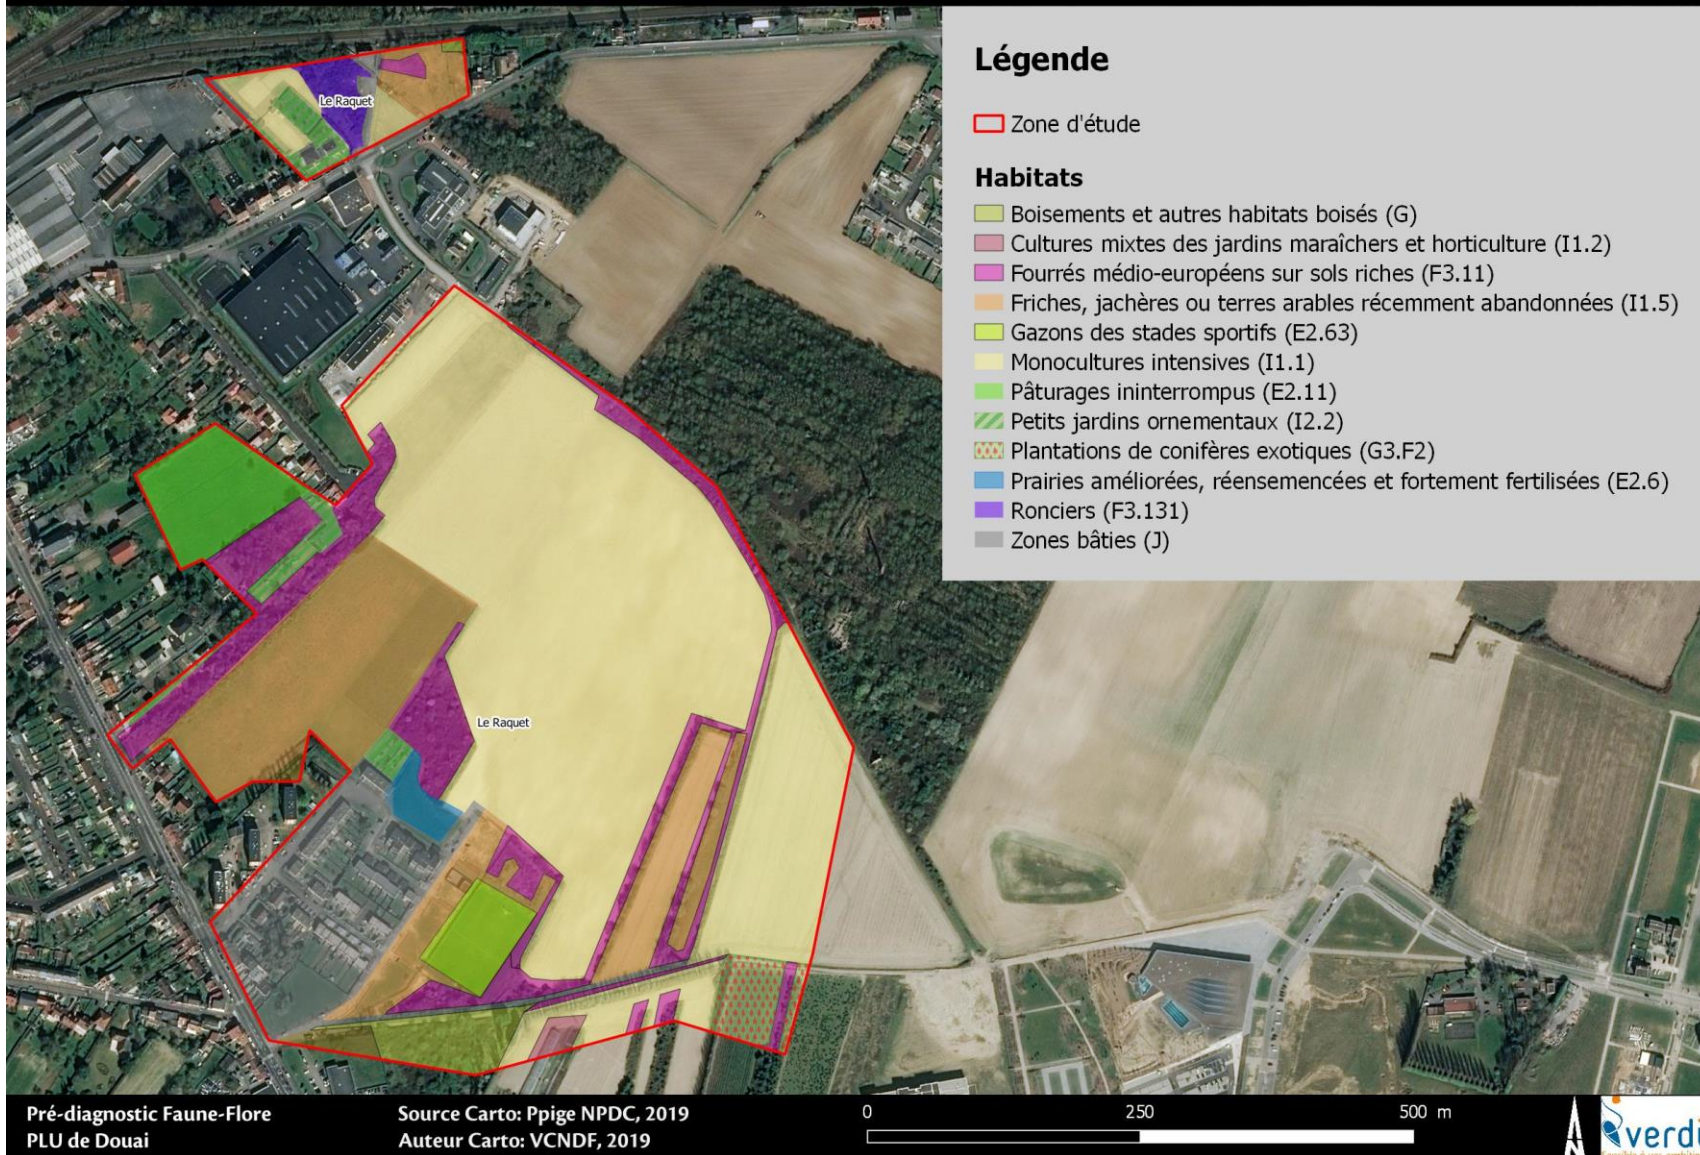 Le Raquet
Le Raquet
Légende
Zone d'étude
Habitats
Boisements et autres habitats boisés (G)
Cultures mixtes des jardins maraîchers et horticulture (I1.2)
Fourrés médio-européens sur sols riches (F3.11)
Friches, jachères ou terres arables récemment abandonnées (I1.5)
Gazons des stades sportifs (E2.63)
Monocultures intensives (I1.1)
Pâturages ininterrompus (E2.11)
Petits jardins ornementaux (I2.2)
Plantations de conifères exotiques (G3.F2)
Prairies améliorées, réensemencées et fortement fertilisées (E2.6)
Ronciers (F3.131)
Zones bâties (J)
Pré-diagnostic Faune-Flore
PLU de Douai
Source Carto: Ppige NPDC, 2019
Auteur Carto: VCNDF, 2019
0 250 500 m
N
verdi